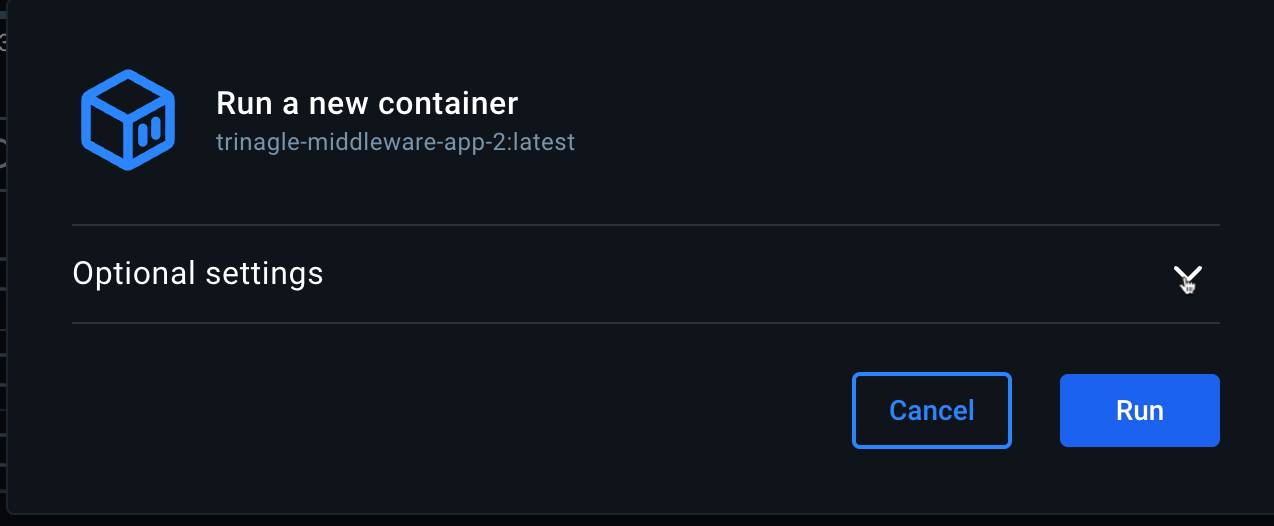 Run a new container
trinagle-middleware-app-2:latest
Optional settings
Cancel
Run